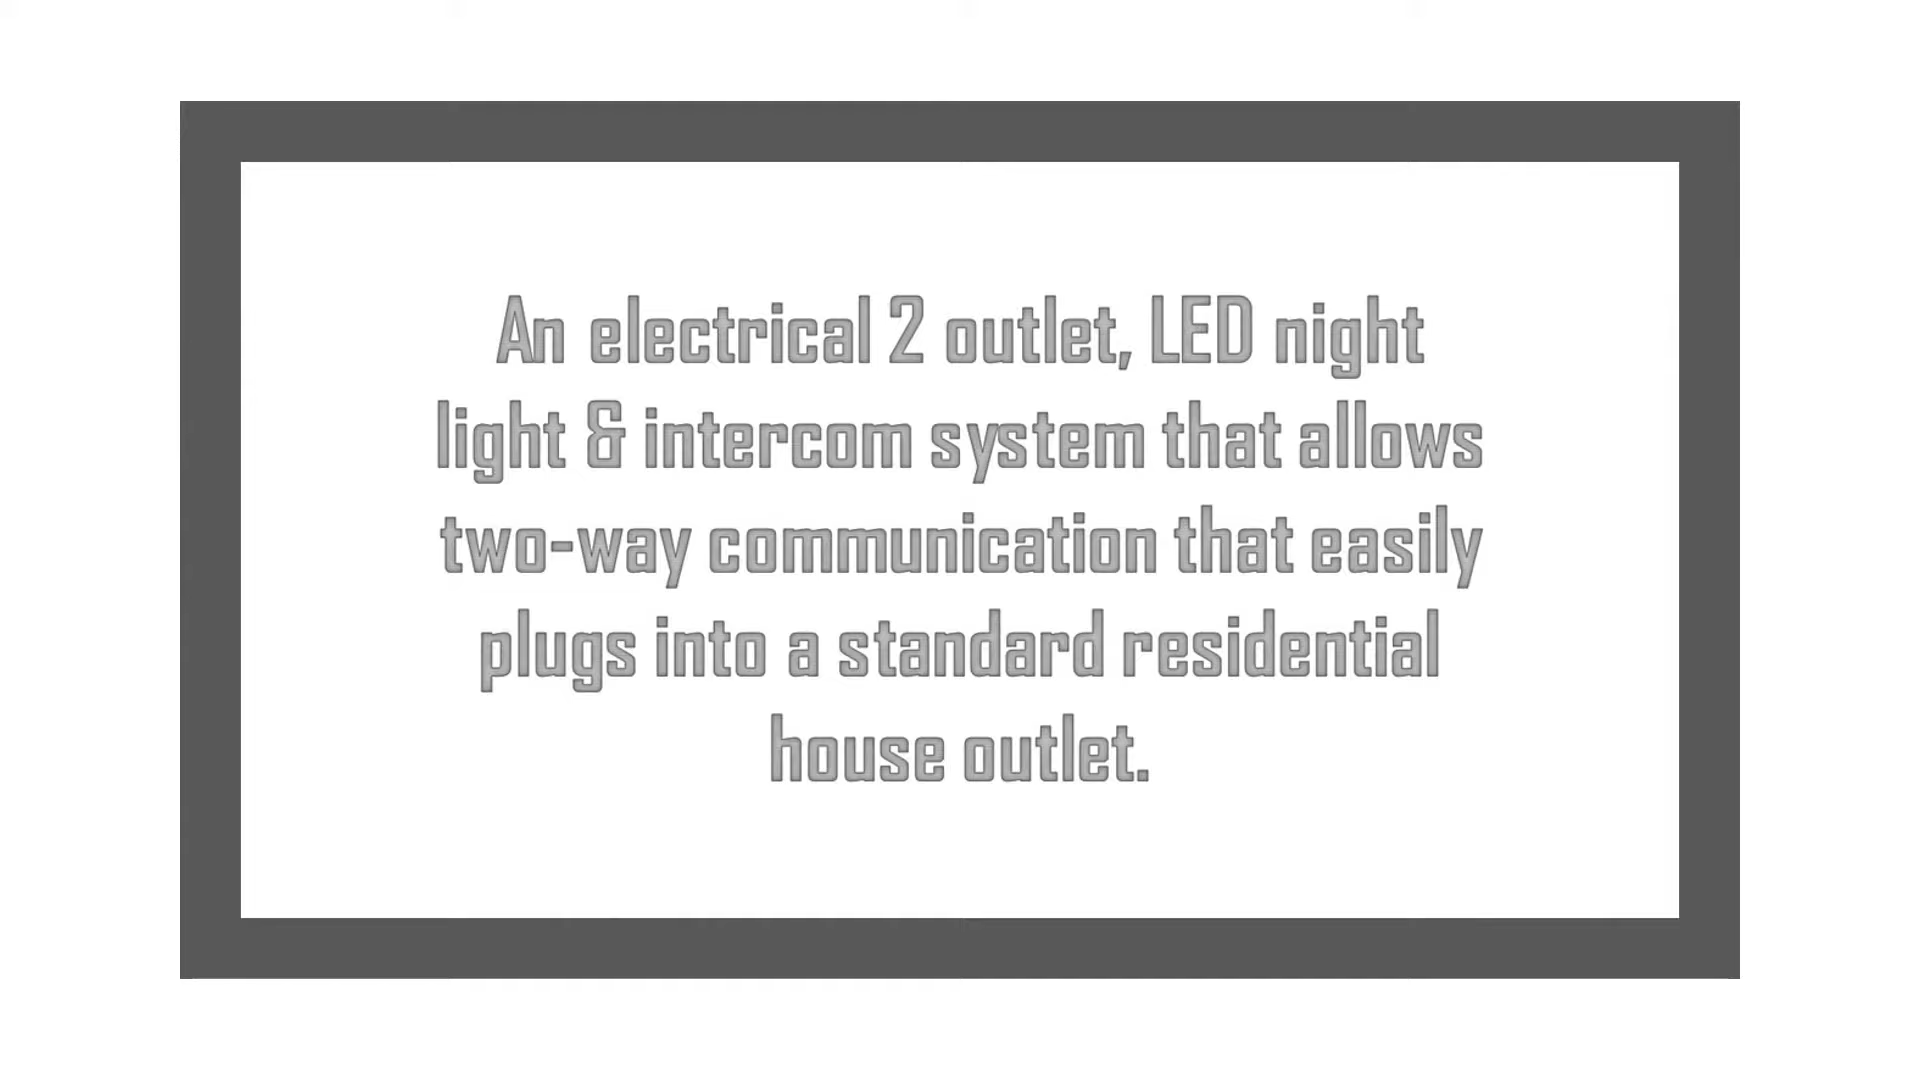 An electrical 2 outlet, LED night
light & intercom system that allows
two-way communication that easily
plugs into a standard residential
house outlet.